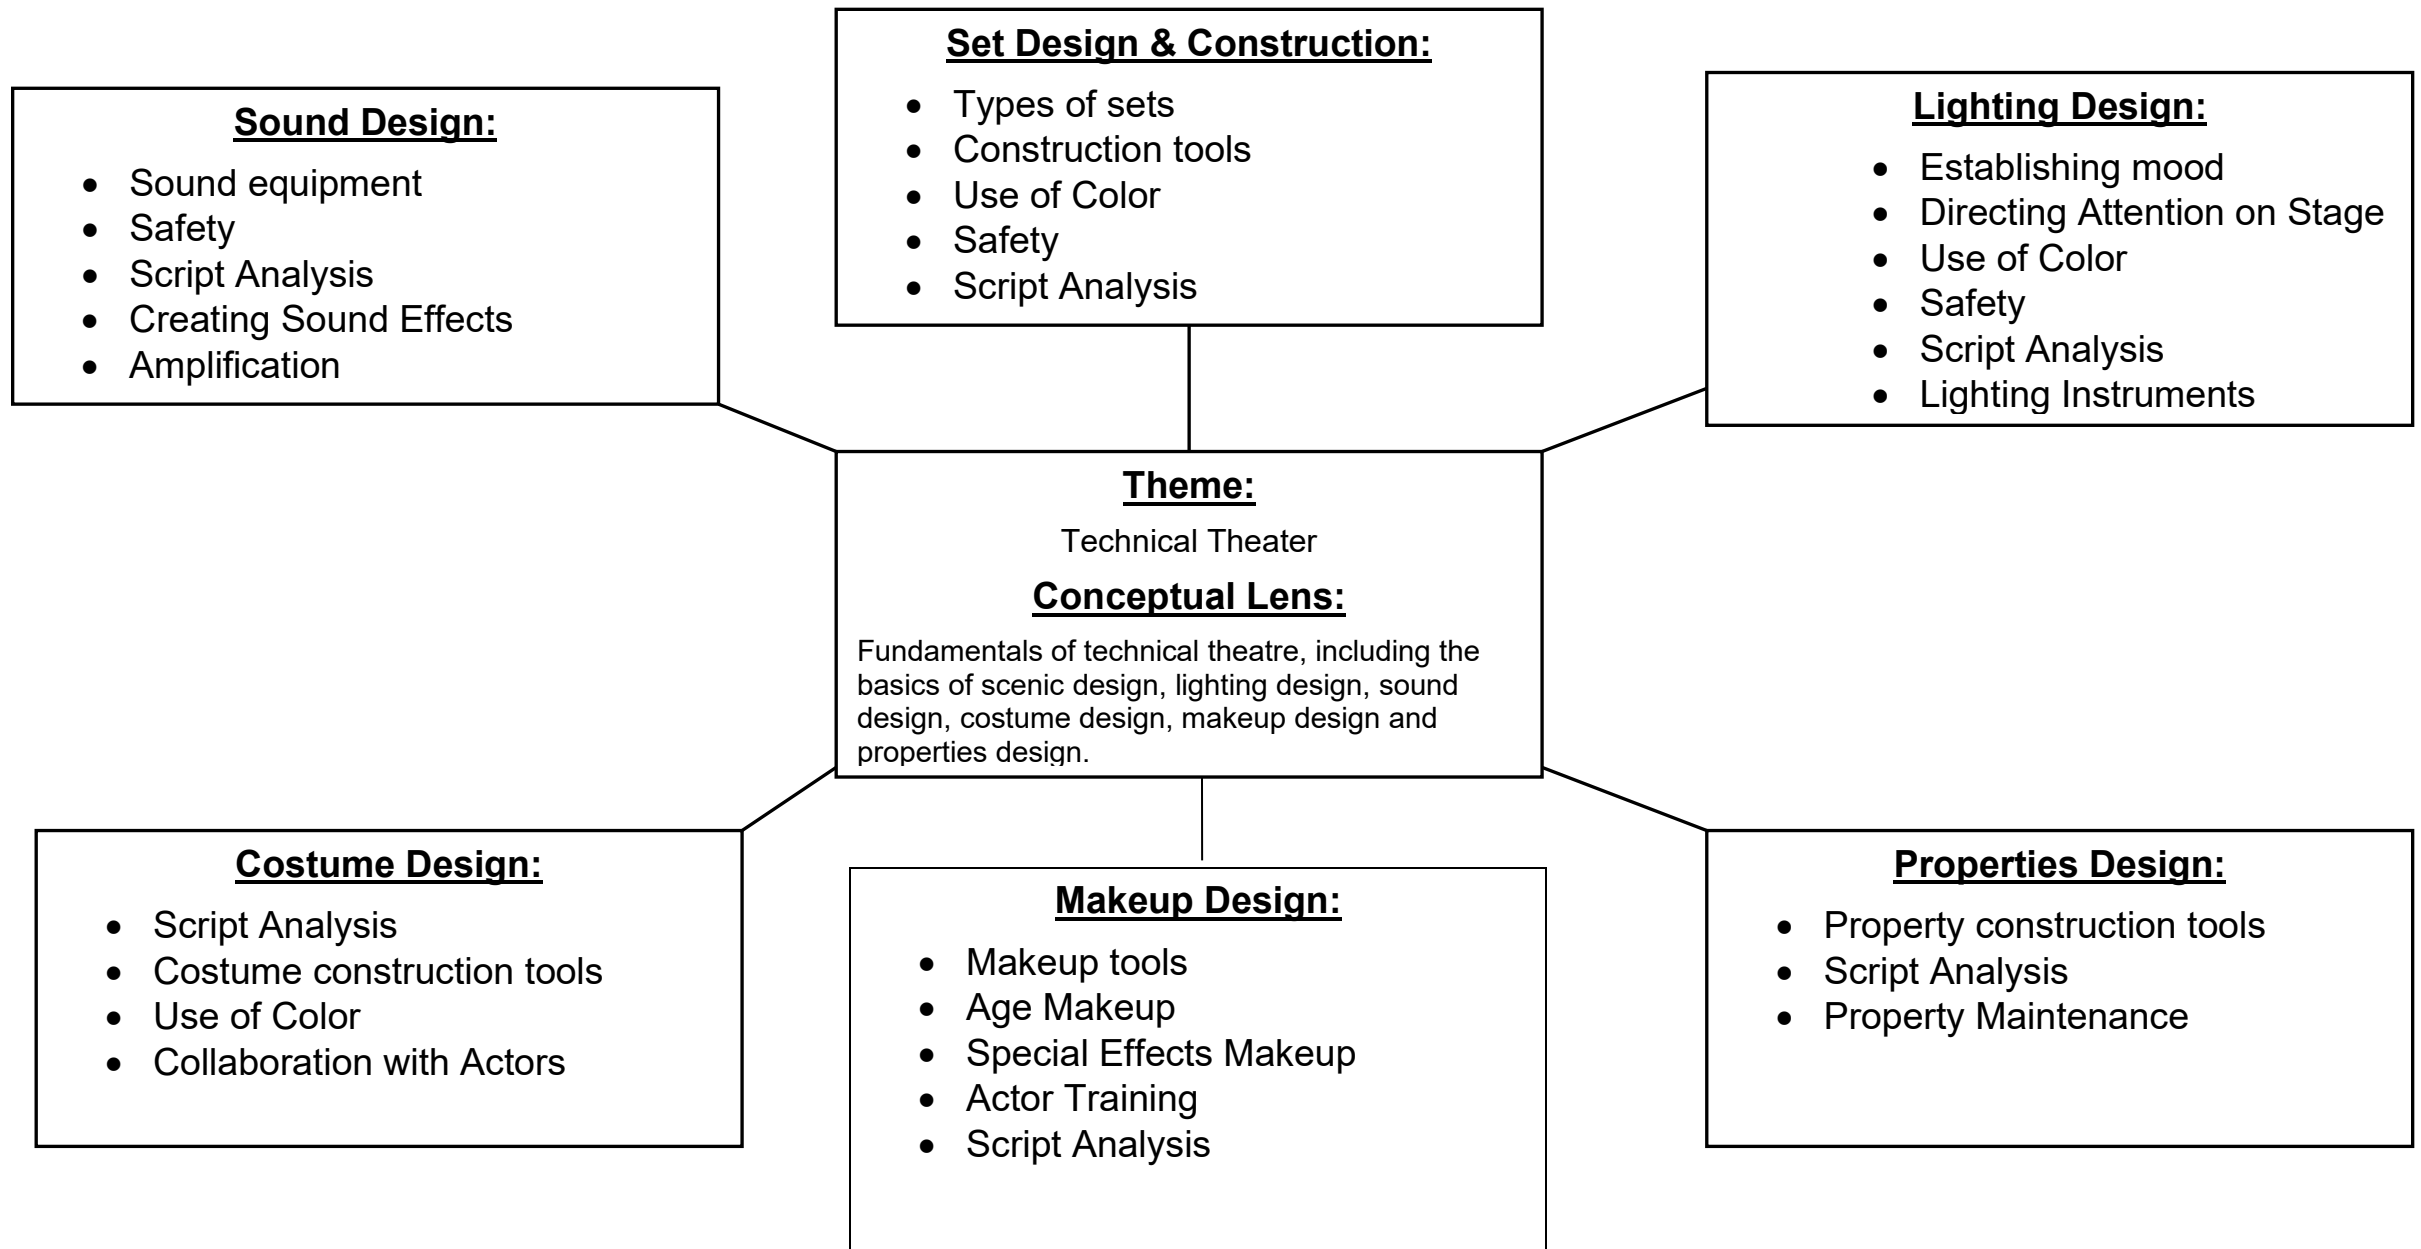 Set Design & Construction:
• Types of sets
• Construction tools
• Use of Color
• Safety
• Script Analysis
Sound Design:
• Sound equipment
• Safety
• Script Analysis
• Creating Sound Effects
• Amplification
Lighting Design:
• Establishing mood
• Directing Attention on Stage
• Use of Color
• Safety
• Script Analysis
• Lighting Instruments
Theme:
Technical Theater
Conceptual Lens:
Fundamentals of technical theatre, including the
basics of scenic design, lighting design, sound
design, costume design, makeup design and
properties design.
Costume Design:
• Script Analysis
• Costume construction tools
• Use of Color
• Collaboration with Actors
Makeup Design:
• Makeup tools
• Age Makeup
• Special Effects Makeup
• Actor Training
• Script Analysis
Properties Design:
• Property construction tools
• Script Analysis
• Property Maintenance